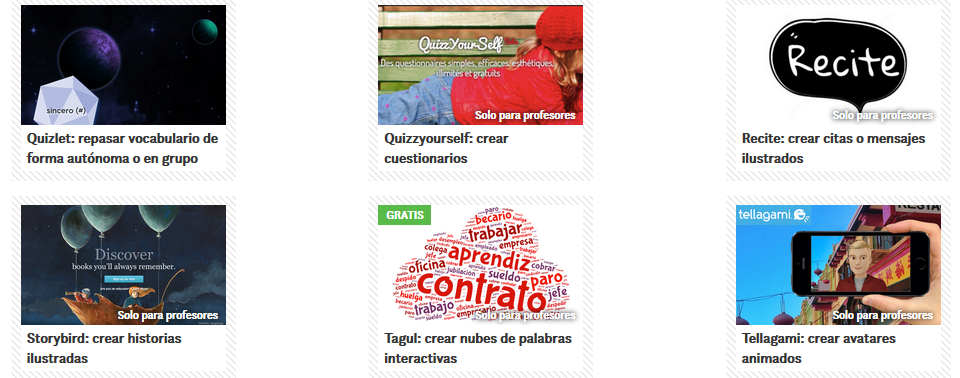 sincero (#)
Quizlet: repasar vocabulario de
forma autónoma o en grupo
QuizzYourSelf
Des questionnaires simples, efficaces, esthétiques,
illimités et gratuits
Solo para profesores
Quizzyourself: crear
cuestionarios
Recite
Solo para profesores
Recite: crear citas o mensajes
ilustrados
Discover
books you'll always remember.
Solo para profesores
Storybird: crear historias
ilustradas
GRATIS
paro
becario
huelga
trabajar
colega
aprendiz
empresa
oficina
jubilación
sueldo
cobrar
contrato
paro
jefe
huelga
trabajo
empresario
sueldo
Solo para profesores
Tagul: crear nubes de palabras
interactivas
tellagami
RESTA
Solo para profesores
Tellagami: crear avatares
animados